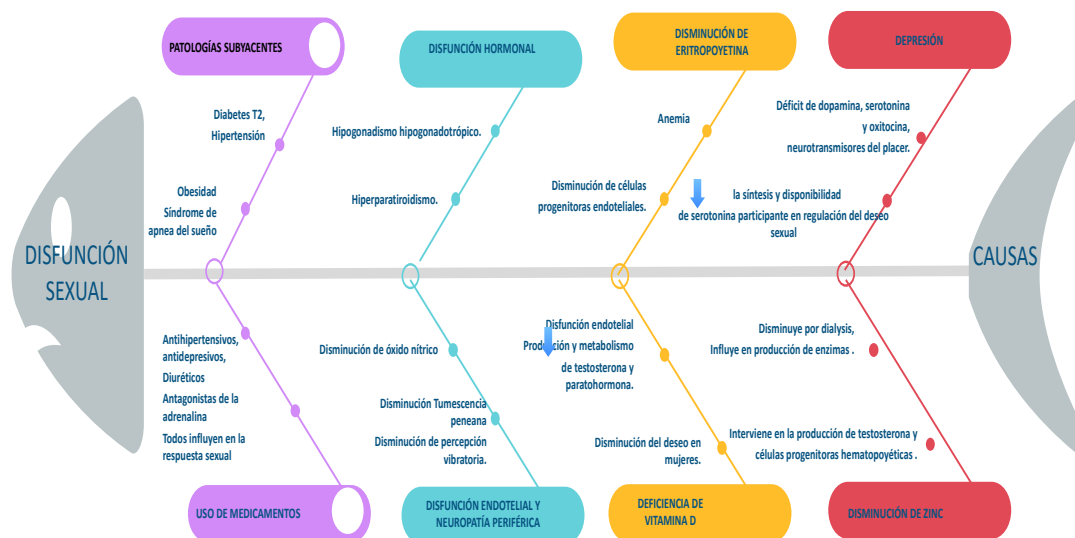 PATOLOGÍAS SUBYACENTES
DISFUNCIÓN HORMONAL
DISMINUCIÓN DE
ERITROPOYETINA
DEPRESIÓN
Diabetes T2,
Hipertensión
Obesidad
Síndrome de
apnea del sueño
Hipogonadismo hipogonadotrópico.
Hiperparatiroidismo.
Anemia
Disminución de células
progenitoras endoteliales.
Déficit de dopamina, serotonina
y oxitocina,
neurotransmisores del placer.
la síntesis y disponibilidad
de serotonina participante en regulación del deseo
sexual
DISFUNCIÓN
SEXUAL
CAUSAS
Antihipertensivos,
antidepresivos,
Diuréticos
Antagonistas de la
adrenalina
Todos influyen en la
respuesta sexual
Disminución de óxido nítrico
Disminución Tumescencia
peneana
Disminución de percepción
vibratoria.
Disfunción endotelial
Producción y metabolismo
de testosterona y
paratohormona.
Disminución del deseo en
mujeres.
Disminuye por dialysis,
Influye en producción de enzimas .
Interviene en la producción de testosterona y
células progenitoras hematopoyéticas .
USO DE MEDICAMENTOS
DISFUNCIÓN ENDOTELIAL Y
NEUROPATÍA PERIFÉRICA
DEFICIENCIA DE
VITAMINA D
DISMINUCIÓN DE ZINC